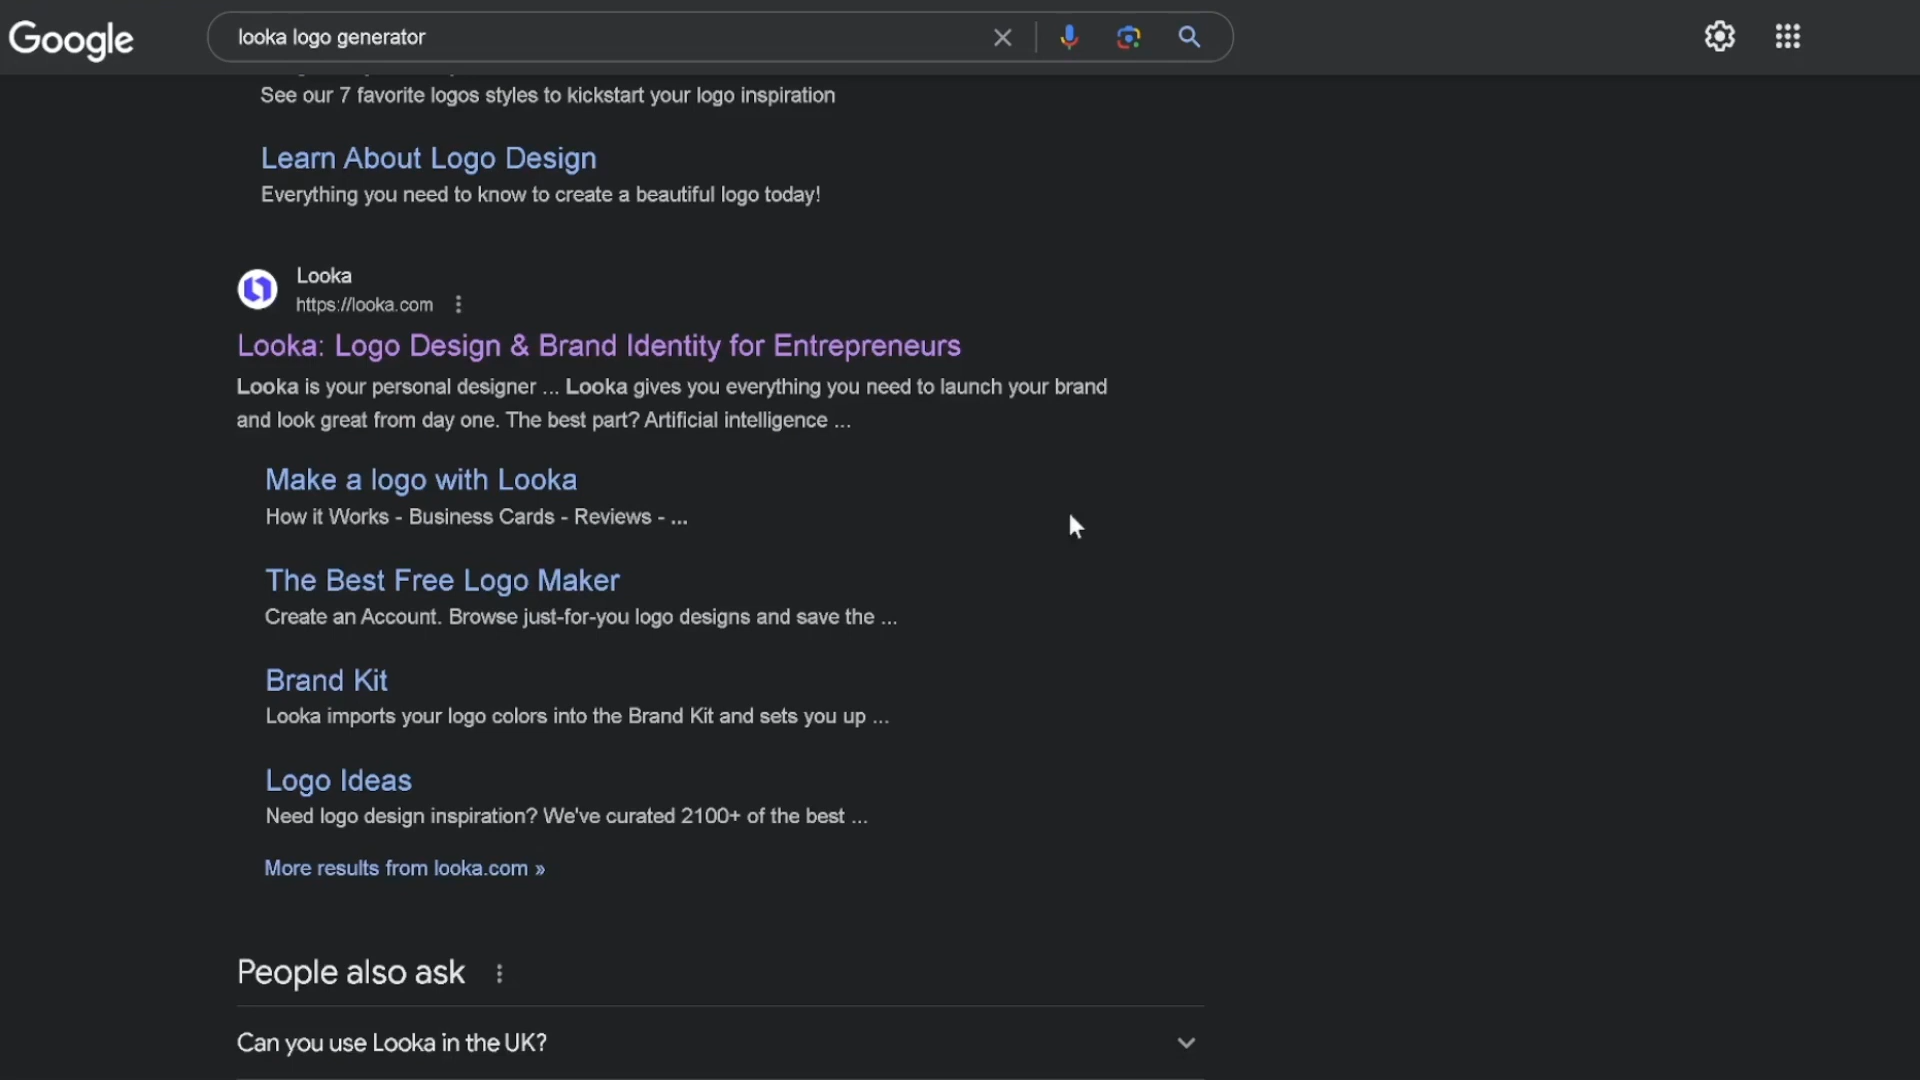 Google
looka logo generator
See our 7 favorite logos styles to kickstart your logo inspiration
Learn About Logo Design
Everything you need to know to create a beautiful logo today!
Looka
https://looka.com
Looka: Logo Design & Brand Identity for Entrepreneurs
Looka is your personal designer ... Looka gives you everything you need to launch your brand
and look great from day one. The best part? Artificial intelligence ...
Make a logo with Looka
How it Works - Business Cards - Reviews - ...
The Best Free Logo Maker
Create an Account. Browse just-for-you logo designs and save the ...
Brand Kit
Looka imports your logo colors into the Brand Kit and sets you up ...
Logo Ideas
Need logo design inspiration? We've curated 2100+ of the best ...
More results from looka.com »
People also ask
Can you use Looka in the UK?